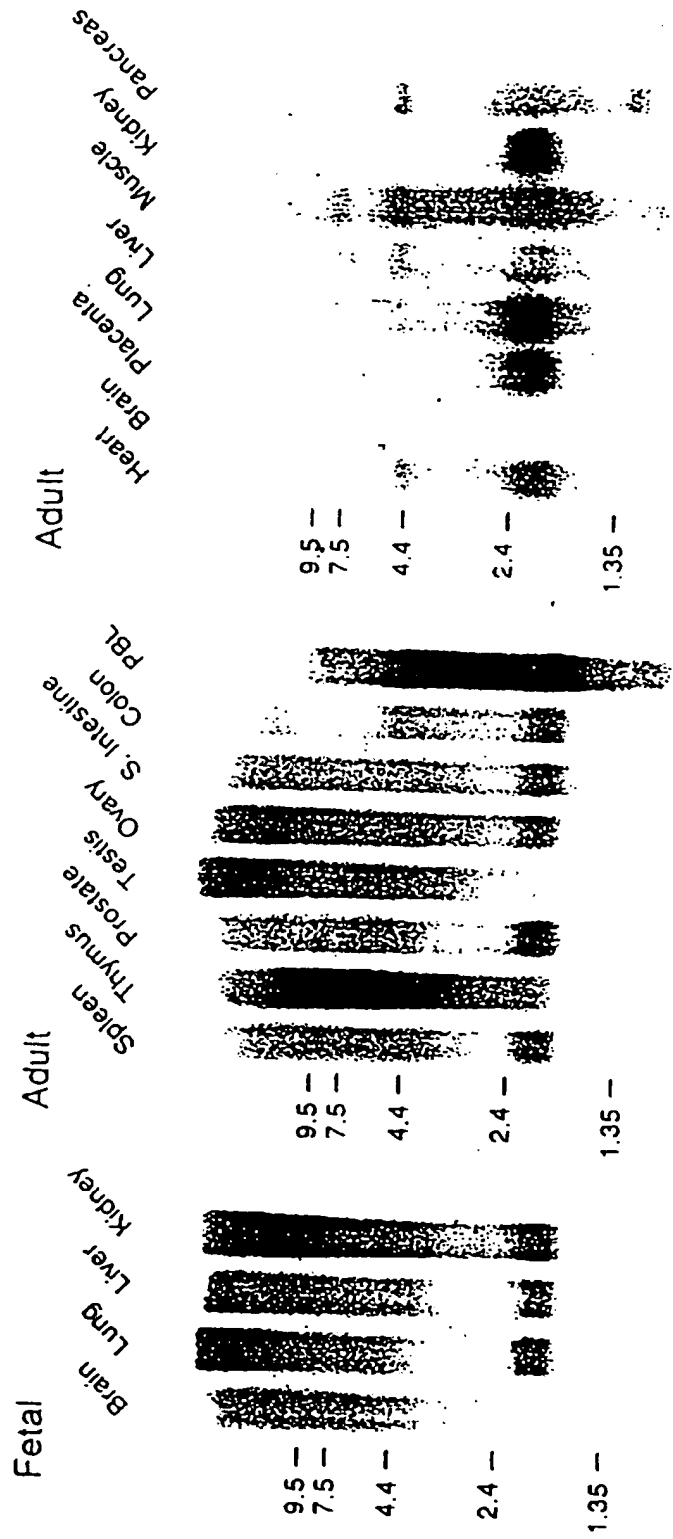 Fetal
Brain
Lung
Liver
Kidney
9.5
7.5
4.4
2.4
1.35
Adult
Spleen
Thymus
Prostate
Testis
Ovary
S. Intestine
Colon
PBL
9.5
7.5
4.4
2.4
1.35
Adult
Heart
Brain
Placenta
Lung
Liver
Muscle
Kidney
Pancreas
9.5
7.5
4.4
2.4
1.35